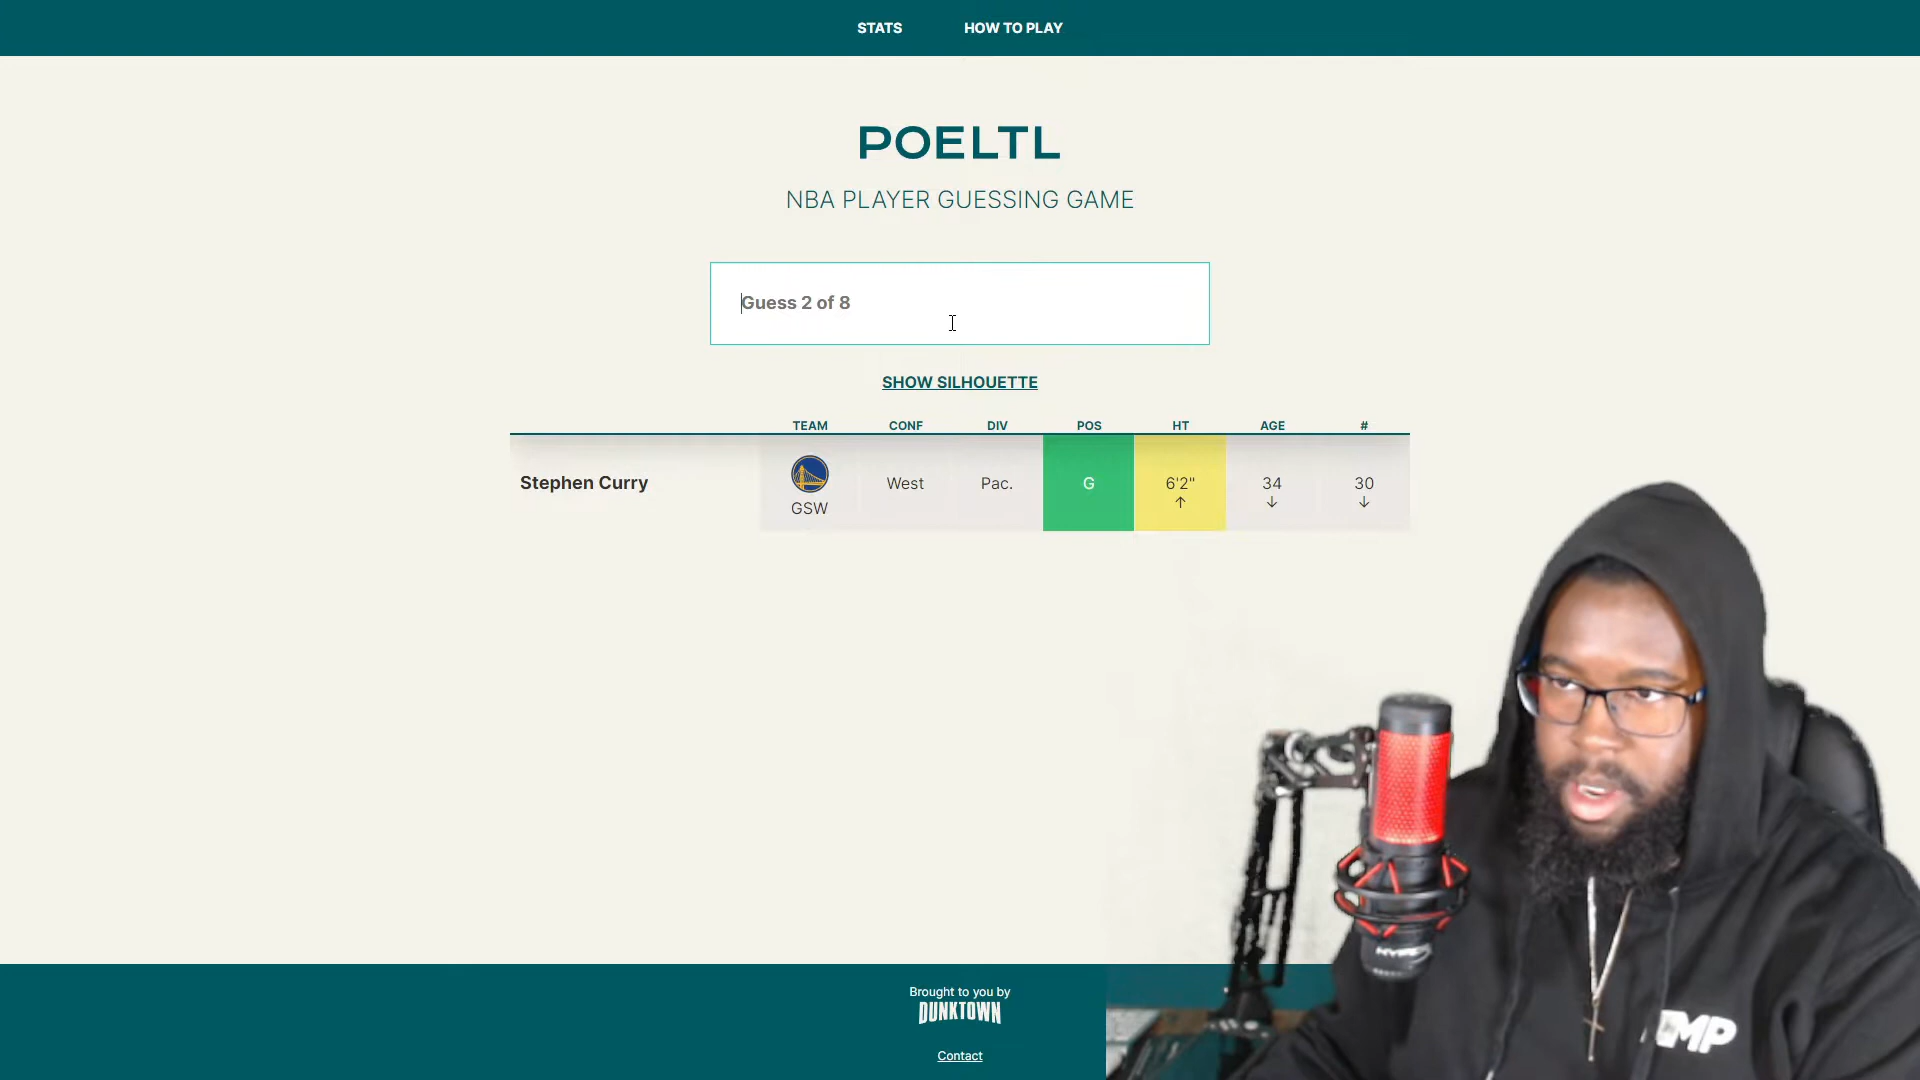 STATS HOW TO PLAY
POELTL
NBA PLAYER GUESSING GAME
Guess 2 of 8
SHOW SILHOUETTE
TEAM CONF DIV POS HT AGE #
Stephen Curry GSW West Pac. G 6'2" ↑ 34 ↓ 30 ↓
Brought to you by
DUNKTOWN
Contact